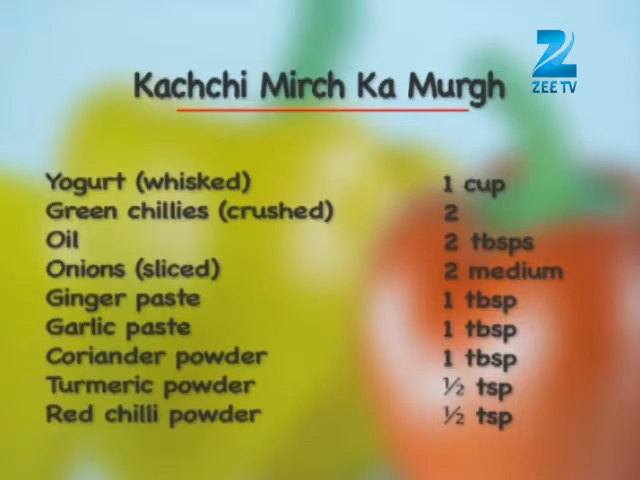 Kachchi Mirch Ka Murgh
ZEE TV
Yogurt (whisked) 1 cup
Green chillies (crushed) 2
Oil 2 tbsps
Onions (sliced) 2 medium
Ginger paste 1 tbsp
Garlic paste 1 tbsp
Coriander powder 1 tbsp
Turmeric powder ½ tsp
Red chilli powder ½ tsp